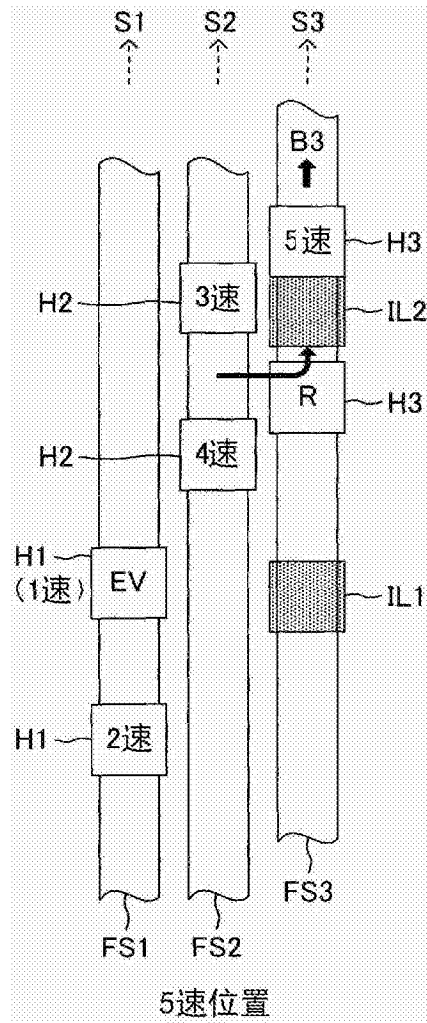 S1 S2 S3
B3
5速 H3
H2 3速 IL2
R H3
H2 4速
H1
(1速) EV IL1
H1 2速
FS3
FS1 FS2
5速位置